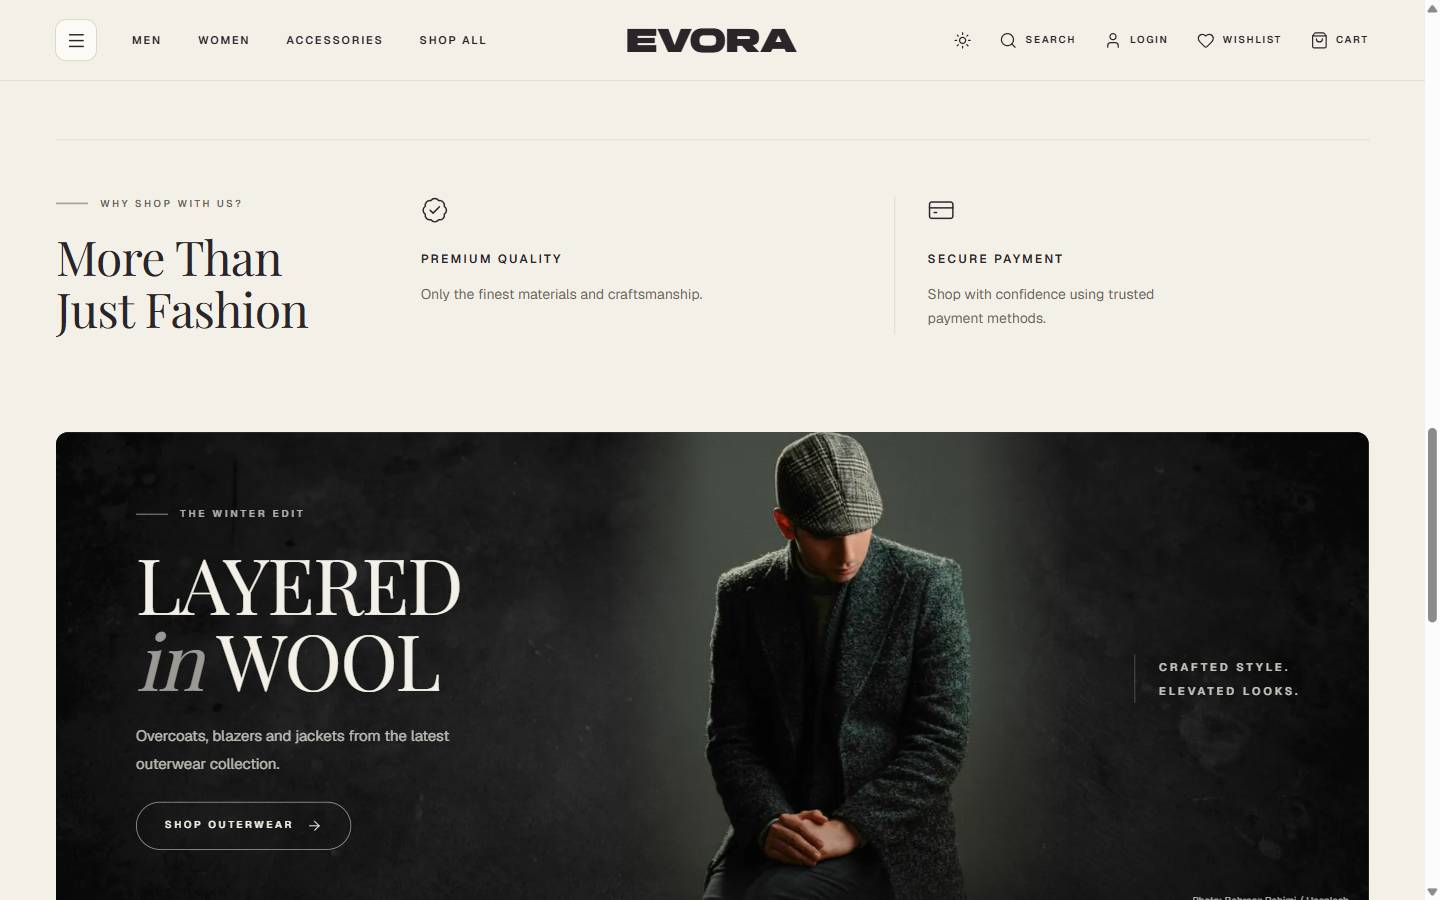 MEN
WOMEN
ACCESSORIES
SHOP ALL
EVORA
SEARCH
LOGIN
WISHLIST
CART
WHY SHOP WITH US?
More Than
Just Fashion
PREMIUM QUALITY
Only the finest materials and craftsmanship.
SECURE PAYMENT
Shop with confidence using trusted
payment methods.
THE WINTER EDIT
LAYERED
in WOOL
Overcoats, blazers and jackets from the latest
outerwear collection.
SHOP OUTERWEAR
CRAFTED STYLE.
ELEVATED LOOKS.